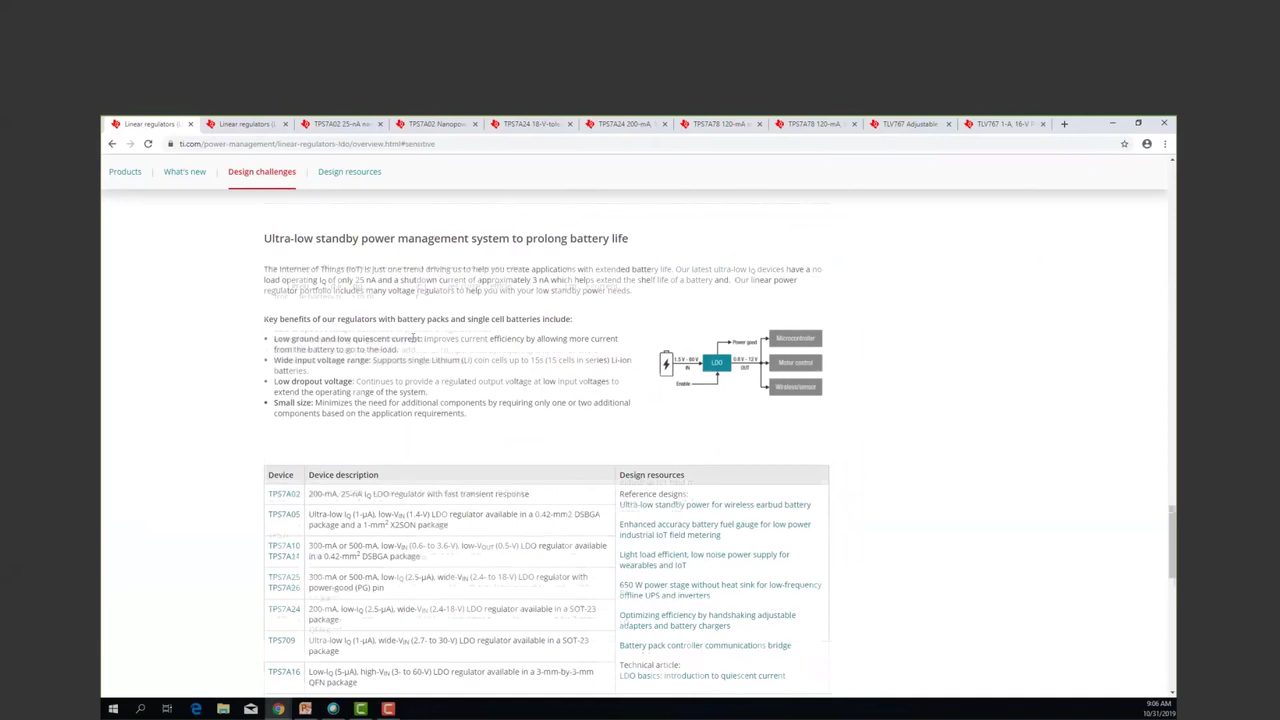 Linear regulators (L
Linear regulators (L
TPS7A02 25-nA na
TPS7A02 Nanopow
TPS7A24 18-V-tole
TPS7A24 200-mA,
TPS7A78 120-mA s
TPS7A78 120-mA, S
TLV767 Adjustable
TLV767 1-A, 16-V P
ti.com/power-management/linear-regulators-ldo/overview.html#sensitive
Products | What's new | Design challenges | Design resources
Ultra-low standby power management system to prolong battery life
The Internet of Things (IoT) is just one trend driving us to help you create applications with extended battery life. Our latest ultra-low IQ devices have a no
load operating IQ of only 25 nA and a shutdown current of approximately 3 nA which helps extend the shelf life of a battery and. Our linear power
regulator portfolio includes many voltage regulators to help you with your low standby power needs.
Key benefits of our regulators with battery packs and single cell batteries include:
• Low ground and low quiescent current: Improves current efficiency by allowing more current
from the battery to go to the load.
• Wide input voltage range: Supports single Lithium (Li) coin cells up to 15s (15 cells in series) Li-ion
batteries.
• Low dropout voltage: Continues to provide a regulated output voltage at low input voltages to
extend the operating range of the system.
• Small size: Minimizes the need for additional components by requiring only one or two additional
components based on the application requirements.
1.5 V - 60 V
IN
Enable
LDO
Power good
0.8 V - 12 V
OUT
Microcontroller
Motor control
Wireless/sensor
Device
Device description
Design resources
TPS7A02
200-mA, 25-nA IQ LDO regulator with fast transient response
TPS7A05
Ultra-low IQ (1-μA), low-VIN (1.4-V) LDO regulator available in a 0.42-mm2 DSBGA
package and a 1-mm2 X2SON package
TPS7A10
300-mA or 500-mA, low-VIN (0.6- to 3.6-V), low-VOUT (0.5-V) LDO regulator available
in a 0.42-mm2 DSBGA package
TPS7A25
TPS7A26
300-mA or 500-mA, low-IQ (2.5-μA), wide-VIN (2.4- to 18-V) LDO regulator with
power-good (PG) pin
TPS7A24
200-mA, low-IQ (2.5-μA), wide-VIN (2.4-18-V) LDO regulator available in a SOT-23
package
TPS709
Ultra-low IQ (1-μA), wide-VIN (2.7- to 30-V) LDO regulator available in a SOT-23
package
TPS7A16
Low-IQ (5-μA), high-VIN (3- to 60-V) LDO regulator available in a 3-mm-by-3-mm
QFN package
Reference designs:
Ultra-low standby power for wireless earbud battery
Enhanced accuracy battery fuel gauge for low power
industrial IoT field metering
Light load efficient, low noise power supply for
wearables and IoT
650 W power stage without heat sink for low-frequency
offline UPS and inverters
Optimizing efficiency by handshaking adjustable
adapters and battery chargers
Battery pack controller communications bridge
Technical article:
LDO basics: introduction to quiescent current
9:06 AM
10/31/2019